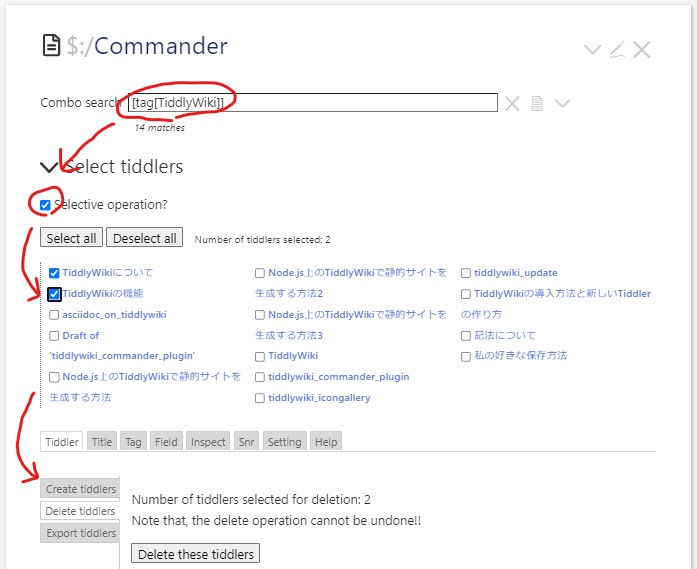 $:/Commander
Combo search [tag[TiddlyWiki]]
14 matches
Select tiddlers
Selective operation?
Select all Deselect all Number of tiddlers selected: 2
TiddlyWikiについて
TiddlyWikiの機能
asciidoc_on_tiddlywiki
Draft of
'tiddlywiki_commander_plugin'
Node.js上のTiddlyWikiで静的サイトを
生成する方法
Node.js上のTiddlyWikiで静的サイトを
生成する方法2
Node.js上のTiddlyWikiで静的サイトを
生成する方法3
TiddlyWiki
tiddlywiki_commander_plugin
tiddlywiki_icongallery
tiddlywiki_update
TiddlyWikiの導入方法と新しいTiddler
の作り方
記法について
私の好きな保存方法
Tiddler Title Tag Field Inspect Snr Setting Help
Create tiddlers
Delete tiddlers
Export tiddlers
Number of tiddlers selected for deletion: 2
Note that, the delete operation cannot be undone!!
Delete these tiddlers